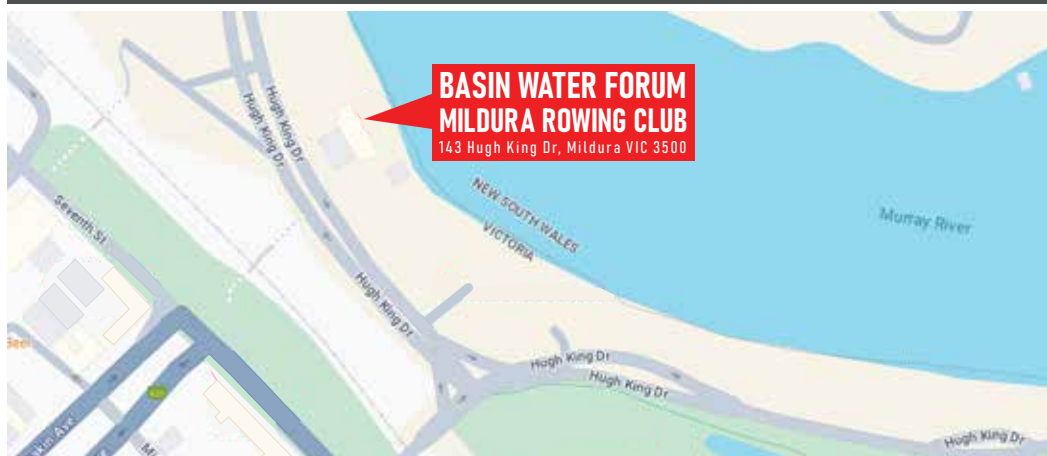 BASIN WATER FORUM
MILDURA ROWING CLUB
143 Hugh King Dr, Mildura VIC 3500
Hugh King Dr
Hugh King Dr
NEW SOUTH WALES
VICTORIA
Murray River
Seventh St
Hugh King Dr
Hugh King Dr
Hugh King Dr
Hugh King Dr
Beer